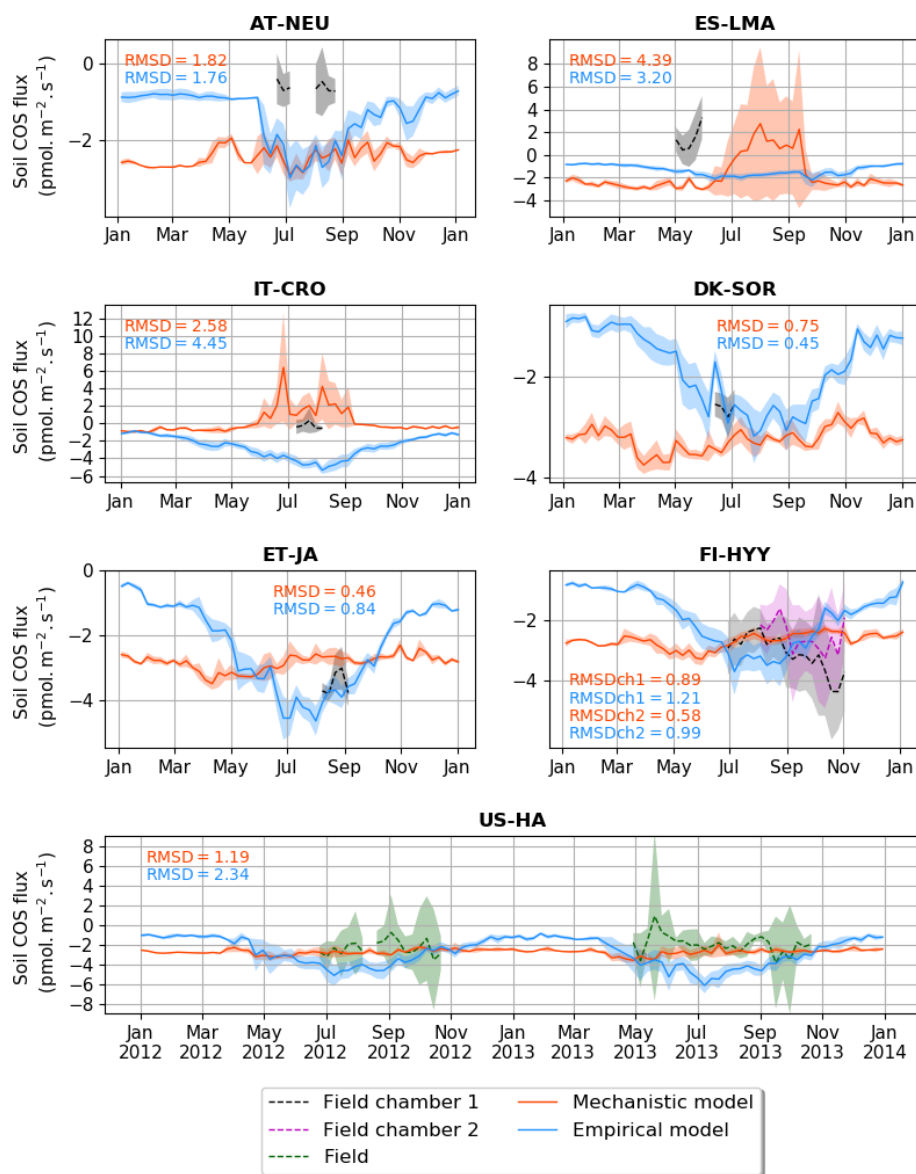 AT-NEU
ES-LMA
Soil COS flux
(pmol. m⁻². s⁻¹)
0
−2
RMSD = 1.82
RMSD = 1.76
Jan Mar May Jul Sep Nov Jan
8
6
4
2
0
−2
−4
RMSD = 4.39
RMSD = 3.20
Jan Mar May Jul Sep Nov Jan
IT-CRO
DK-SOR
Soil COS flux
(pmol. m⁻². s⁻¹)
12
10
8
6
4
2
0
−2
−4
−6
RMSD = 2.58
RMSD = 4.45
Jan Mar May Jul Sep Nov Jan
−2
−4
RMSD = 0.75
RMSD = 0.45
Jan Mar May Jul Sep Nov Jan
ET-JA
FI-HYY
Soil COS flux
(pmol. m⁻². s⁻¹)
0
−2
−4
RMSD = 0.46
RMSD = 0.84
Jan Mar May Jul Sep Nov Jan
−2
−4
RMSDch1 = 0.89
RMSDch1 = 1.21
RMSDch2 = 0.58
RMSDch2 = 0.99
Jan Mar May Jul Sep Nov Jan
US-HA
Soil COS flux
(pmol. m⁻². s⁻¹)
8
6
4
2
0
−2
−4
−6
−8
RMSD = 1.19
RMSD = 2.34
Jan Mar May Jul Sep Nov Jan Mar May Jul Sep Nov Jan
2012 2012 2012 2012 2012 2012 2013 2013 2013 2013 2013 2013 2014
Field chamber 1
Field chamber 2
Field
Mechanistic model
Empirical model